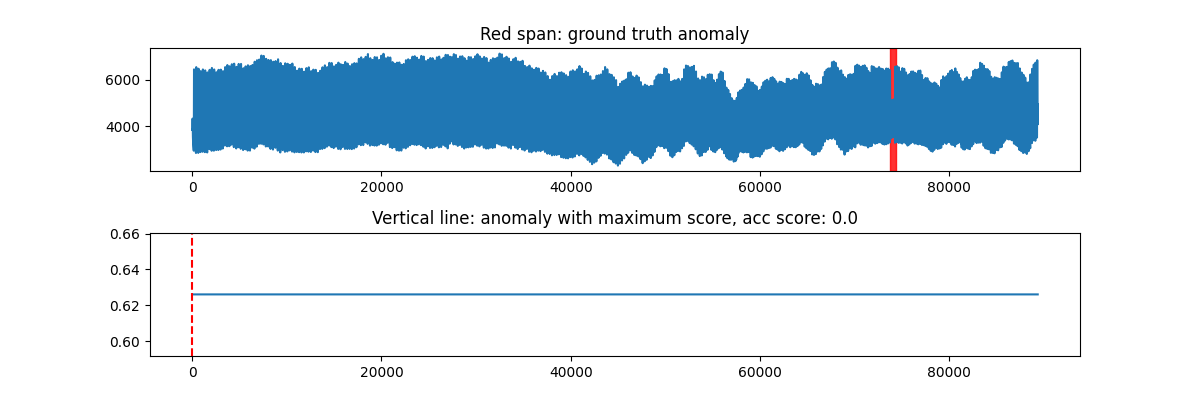 Red span: ground truth anomaly
6000
4000
0 20000 40000 60000 80000
Vertical line: anomaly with maximum score, acc score: 0.0
0.66
0.64
0.62
0.60
0 20000 40000 60000 80000